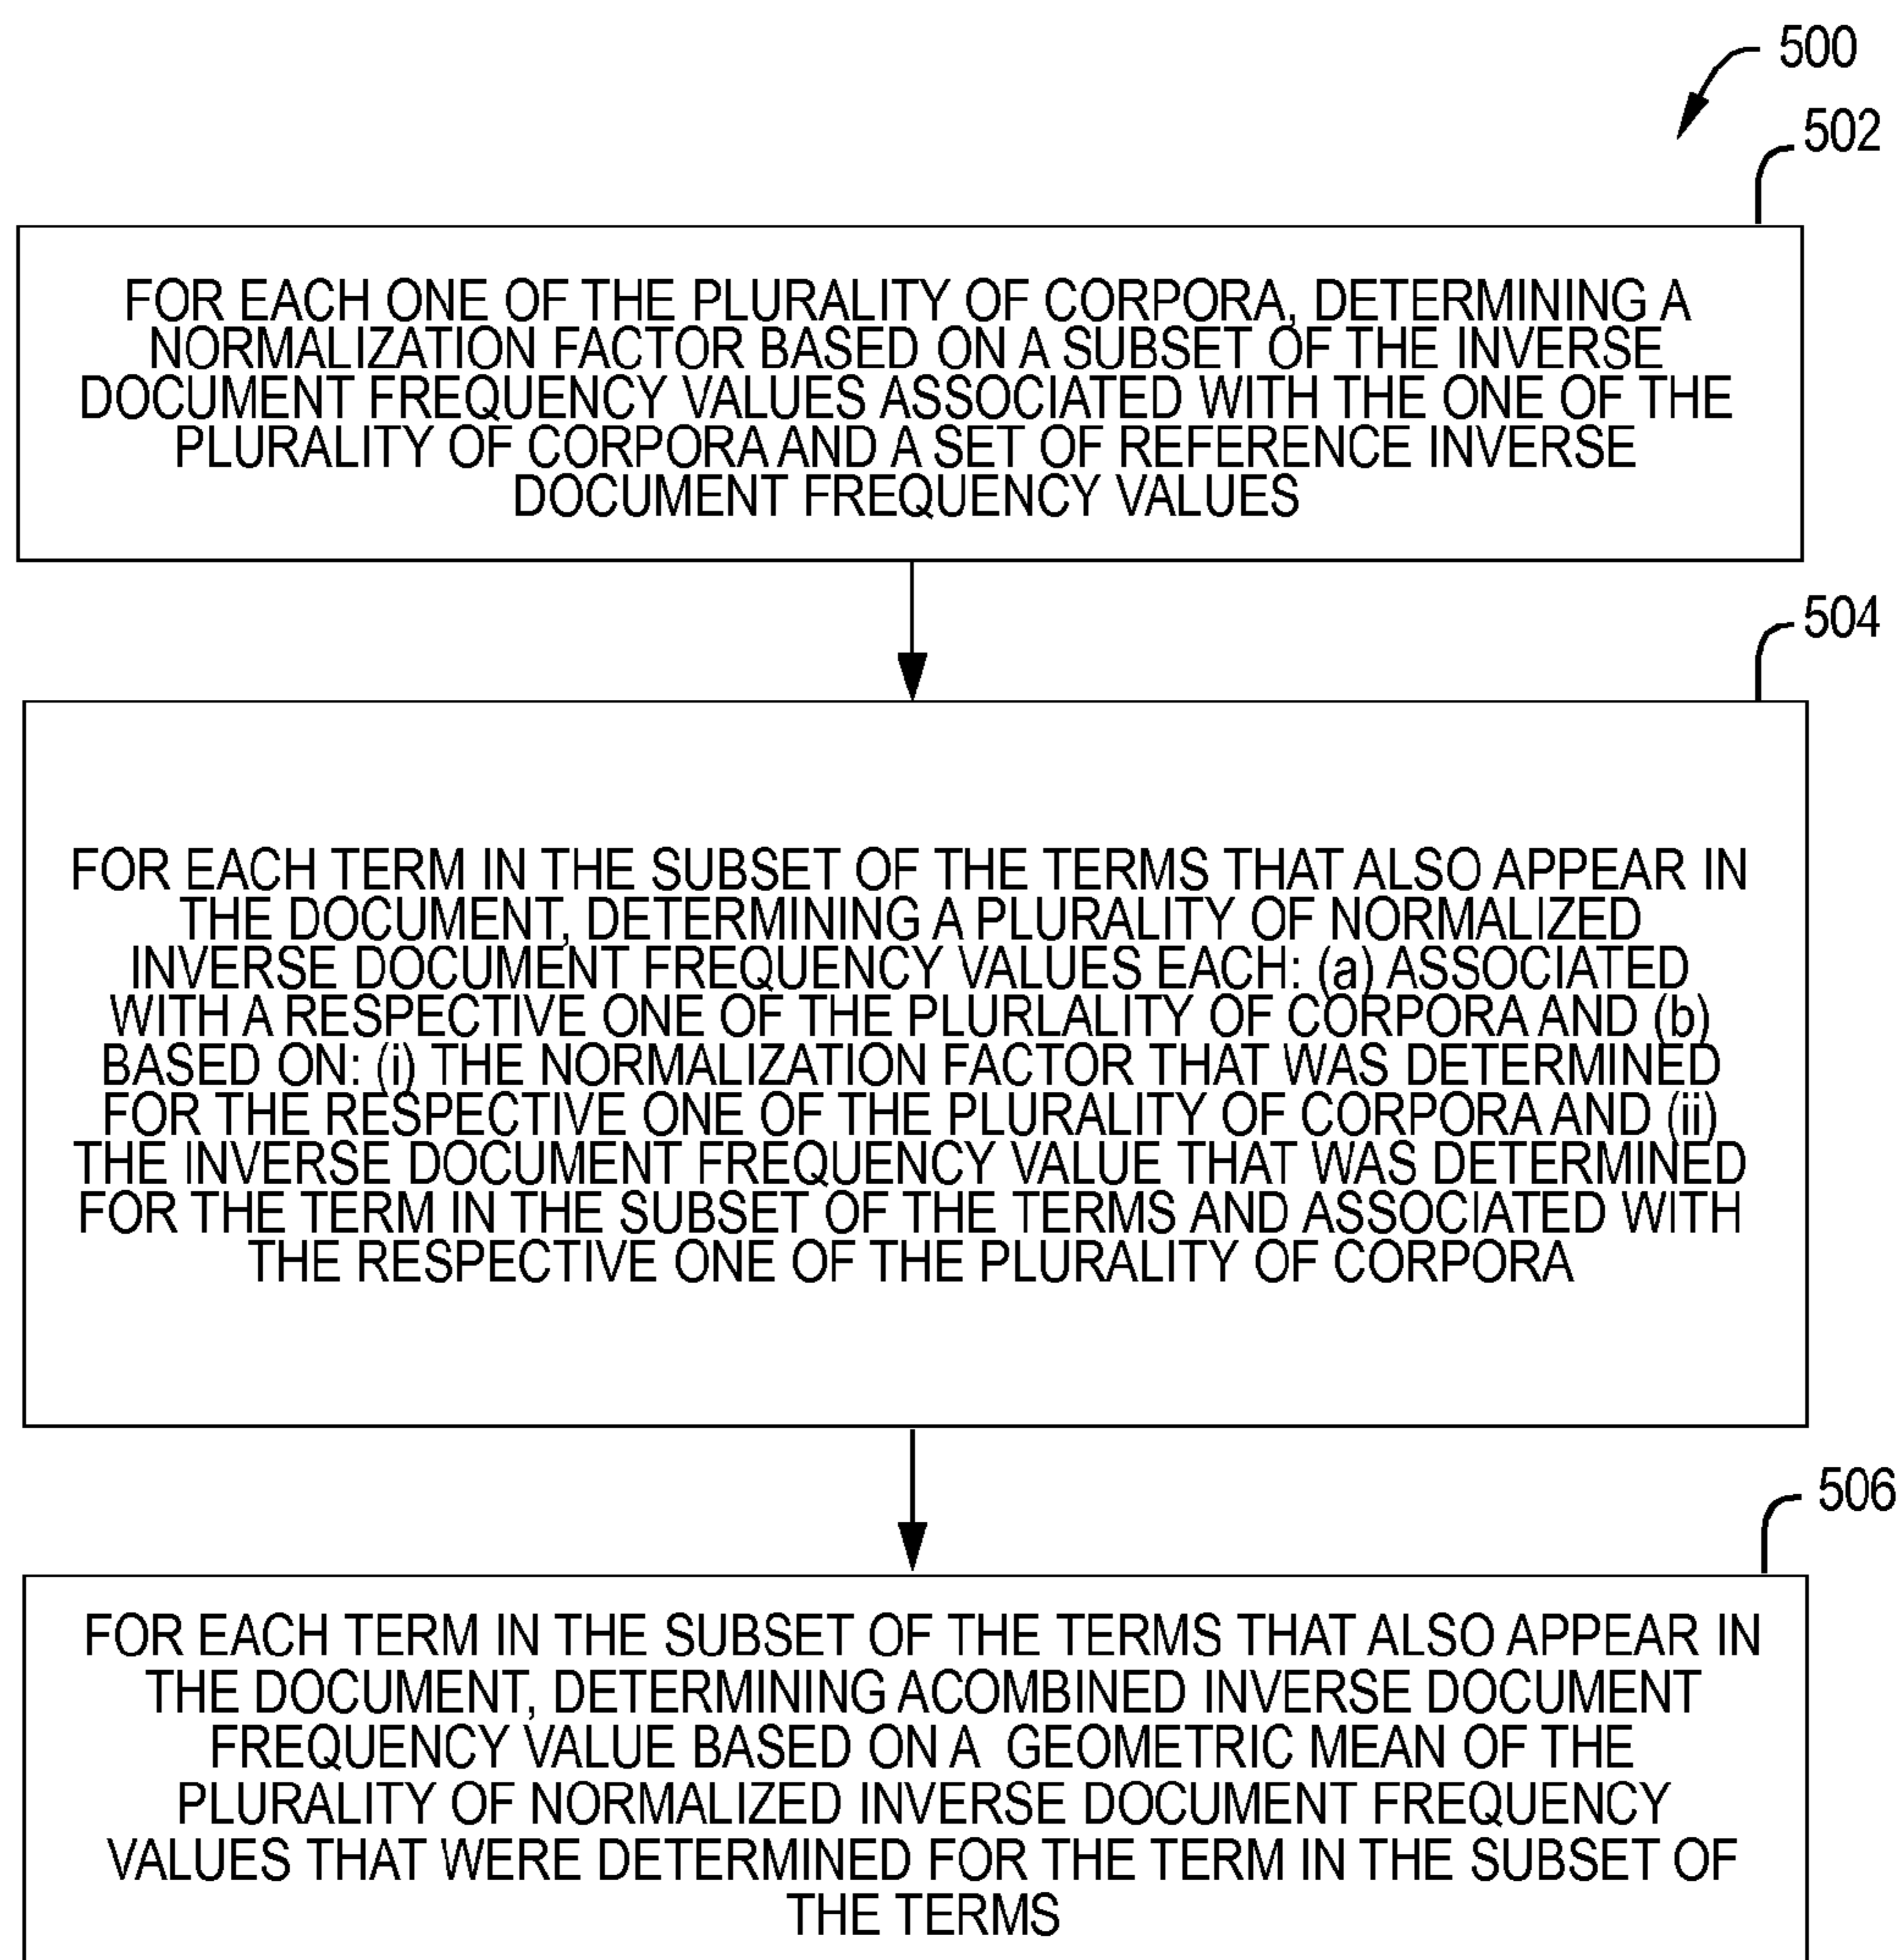 500
502
FOR EACH ONE OF THE PLURALITY OF CORPORA, DETERMINING A
NORMALIZATION FACTOR BASED ON A SUBSET OF THE INVERSE
DOCUMENT FREQUENCY VALUES ASSOCIATED WITH THE ONE OF THE
PLURALITY OF CORPORA AND A SET OF REFERENCE INVERSE
DOCUMENT FREQUENCY VALUES
504
FOR EACH TERM IN THE SUBSET OF THE TERMS THAT ALSO APPEAR IN
THE DOCUMENT, DETERMINING A PLURALITY OF NORMALIZED
INVERSE DOCUMENT FREQUENCY VALUES EACH: (a) ASSOCIATED
WITH A RESPECTIVE ONE OF THE PLURLALITY OF CORPORA AND (b)
BASED ON: (i) THE NORMALIZATION FACTOR THAT WAS DETERMINED
FOR THE RESPECTIVE ONE OF THE PLURALITY OF CORPORA AND (ii)
THE INVERSE DOCUMENT FREQUENCY VALUE THAT WAS DETERMINED
FOR THE TERM IN THE SUBSET OF THE TERMS AND ASSOCIATED WITH
THE RESPECTIVE ONE OF THE PLURALITY OF CORPORA
506
FOR EACH TERM IN THE SUBSET OF THE TERMS THAT ALSO APPEAR IN
THE DOCUMENT, DETERMINING ACOMBINED INVERSE DOCUMENT
FREQUENCY VALUE BASED ON A GEOMETRIC MEAN OF THE
PLURALITY OF NORMALIZED INVERSE DOCUMENT FREQUENCY
VALUES THAT WERE DETERMINED FOR THE TERM IN THE SUBSET OF
THE TERMS